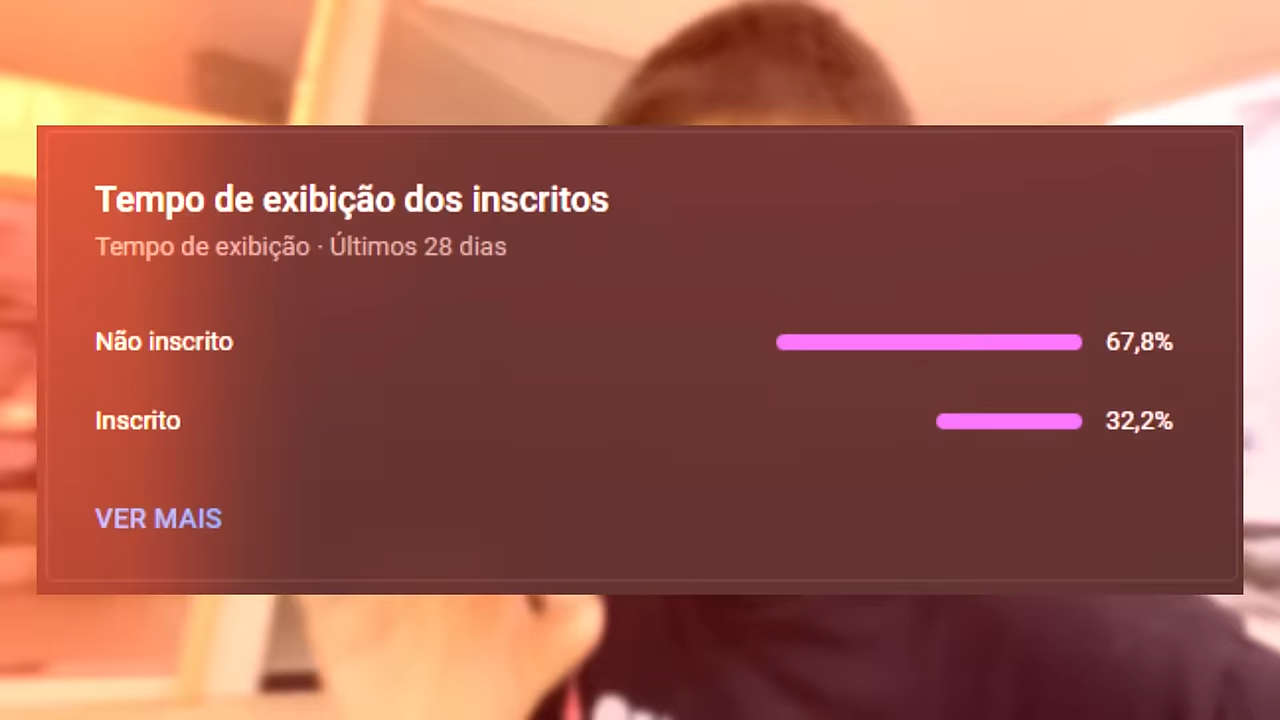 Tempo de exibição dos inscritos
Tempo de exibição · Últimos 28 dias
Não inscrito 67,8%
Inscrito 32,2%
VER MAIS